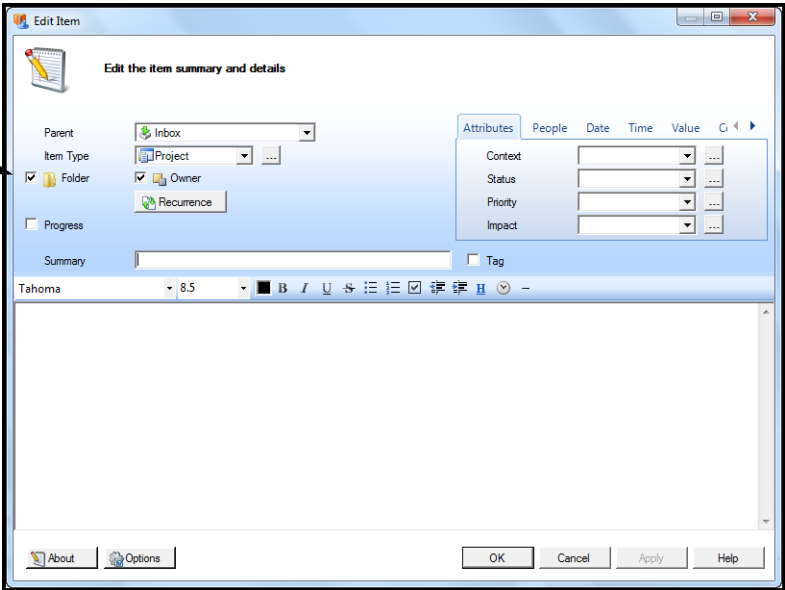 Edit Item
Edit the item summary and details
Parent Inbox
Item Type Project ...
Folder Owner
Recurrence
Progress
Summary
Attributes People Date Time Value
Context ...
Status ...
Priority ...
Impact ...
Tag
Tahoma 8.5 B I U S H
About Options OK Cancel Apply Help